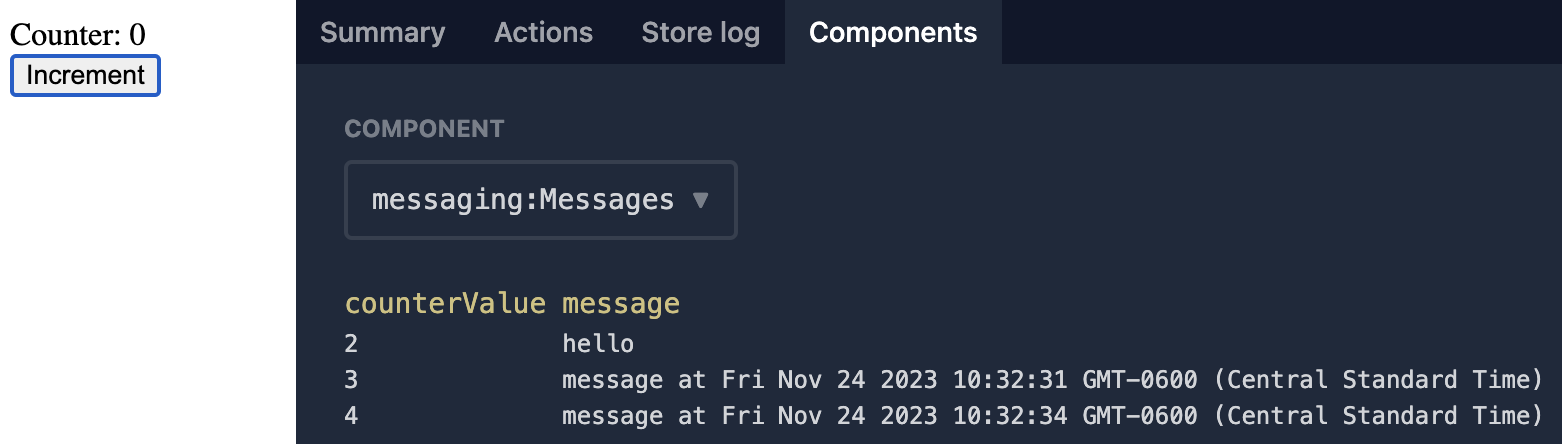 Counter: 0
Increment
Summary Actions Store log Components
COMPONENT
messaging:Messages ▼
counterValue message
2 hello
3 message at Fri Nov 24 2023 10:32:31 GMT-0600 (Central Standard Time)
4 message at Fri Nov 24 2023 10:32:34 GMT-0600 (Central Standard Time)